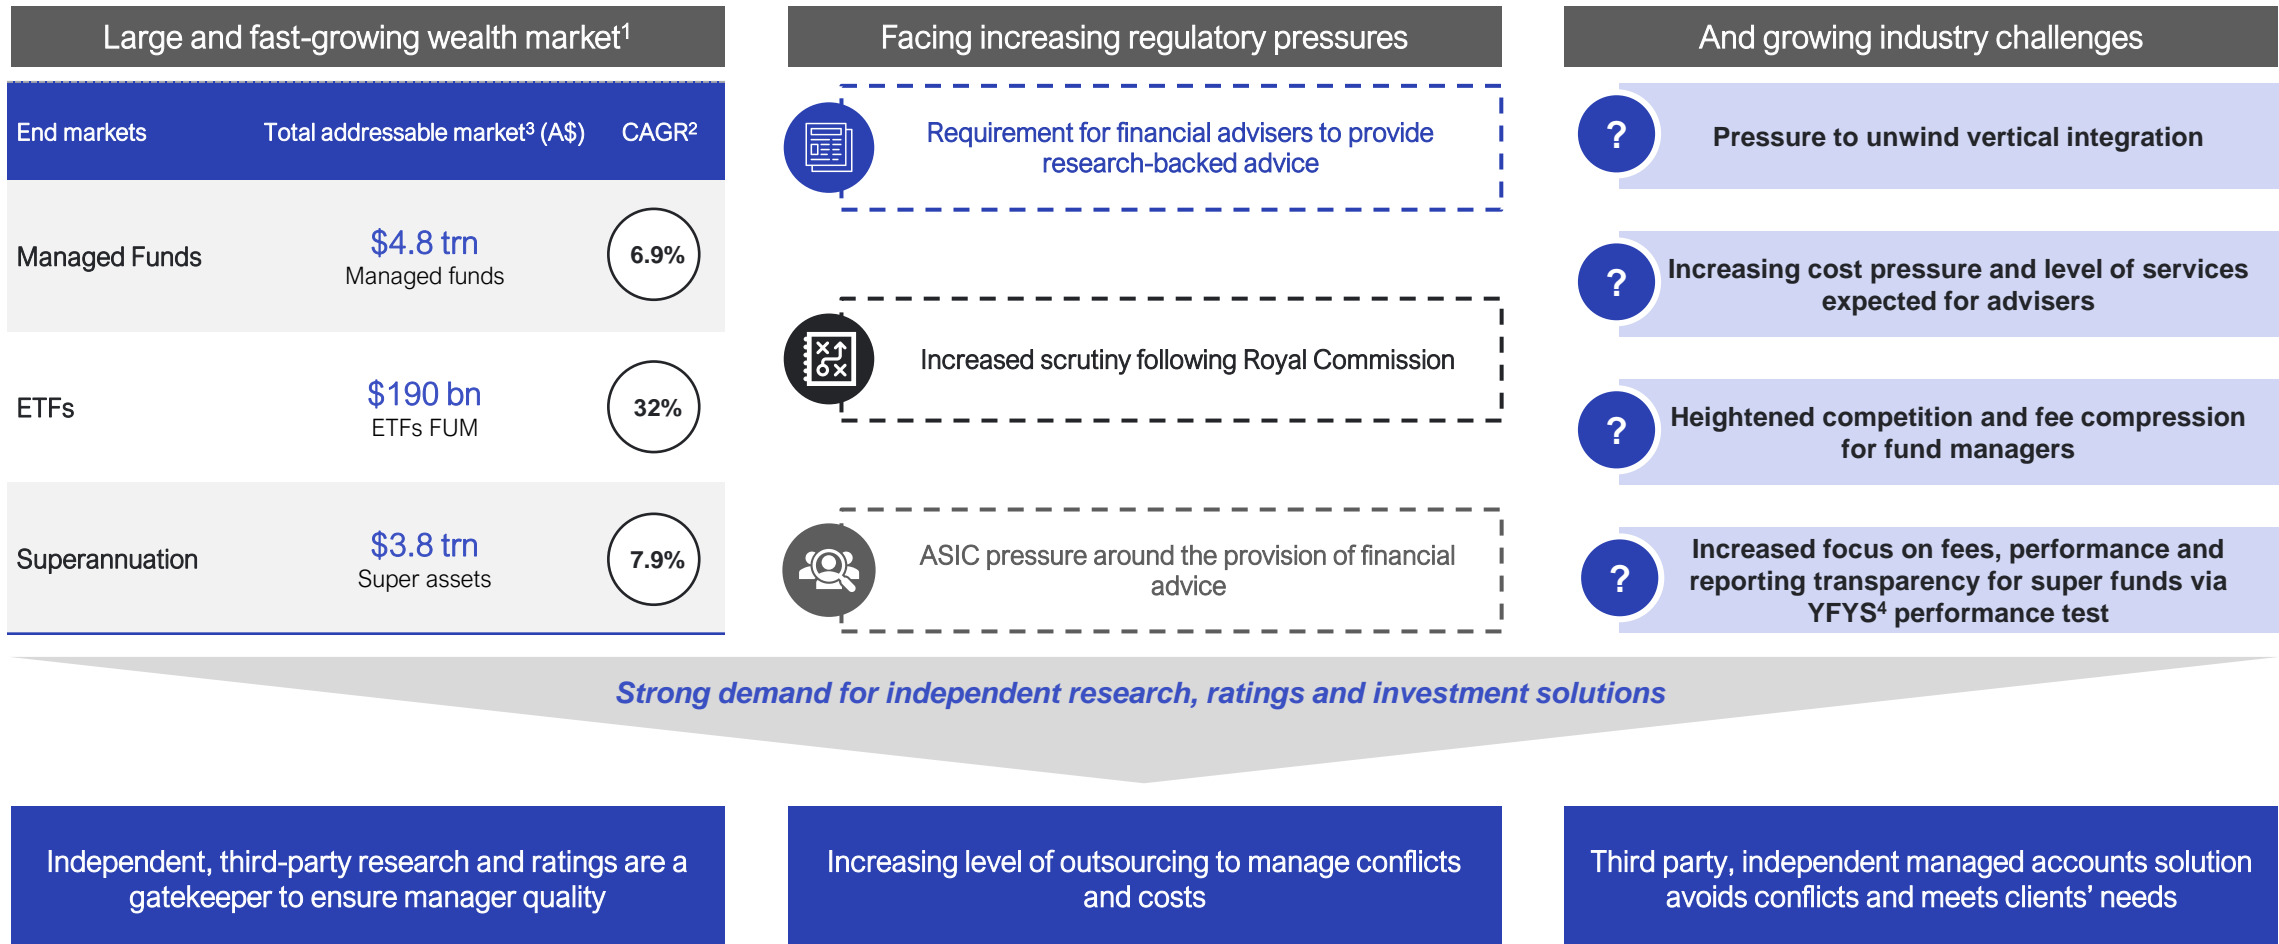 Large and fast-growing wealth market¹
Facing increasing regulatory pressures
And growing industry challenges
End markets
Total addressable market³ (A$)
CAGR²
Managed Funds
$4.8 trn
Managed funds
6.9%
ETFs
$190 bn
ETFs FUM
32%
Superannuation
$3.8 trn
Super assets
7.9%
Requirement for financial advisers to provide
research-backed advice
Increased scrutiny following Royal Commission
ASIC pressure around the provision of financial
advice
?
Pressure to unwind vertical integration
?
Increasing cost pressure and level of services
expected for advisers
?
Heightened competition and fee compression
for fund managers
?
Increased focus on fees, performance and
reporting transparency for super funds via
YFYS⁴ performance test
Strong demand for independent research, ratings and investment solutions
Independent, third-party research and ratings are a
gatekeeper to ensure manager quality
Increasing level of outsourcing to manage conflicts
and costs
Third party, independent managed accounts solution
avoids conflicts and meets clients’ needs